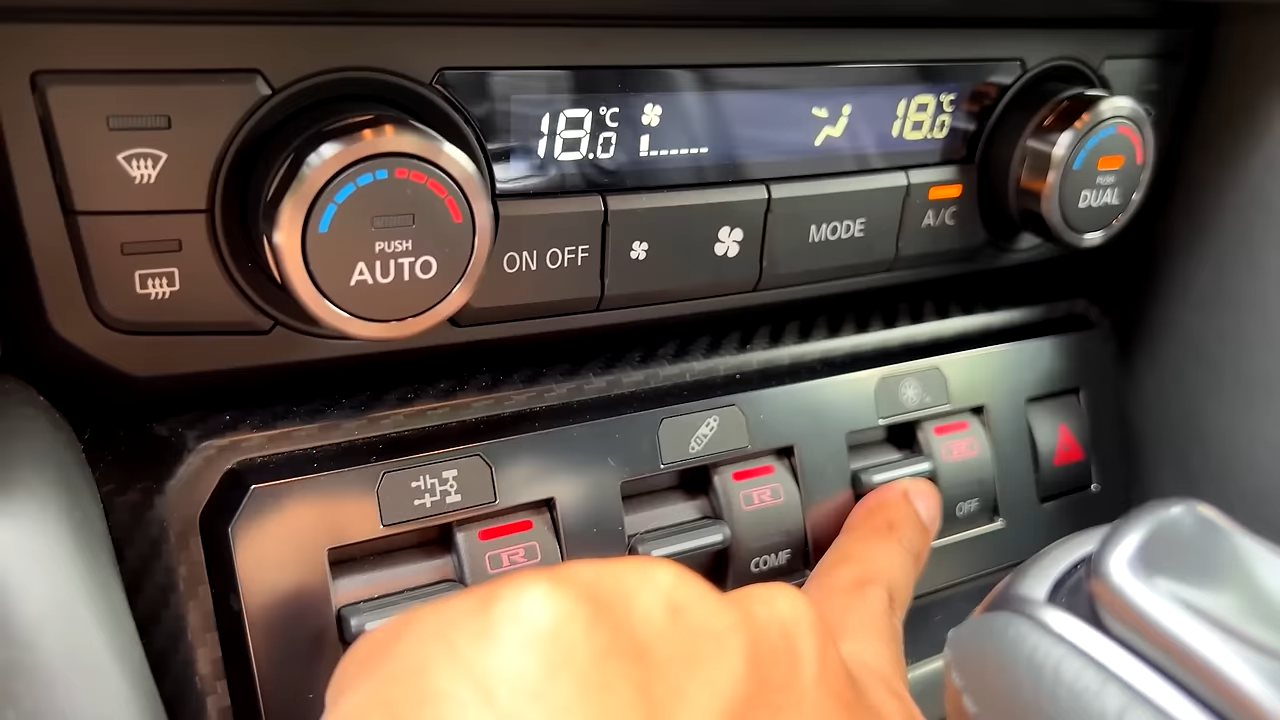 18.0°C
18.0°C
PUSH
AUTO
ON OFF
MODE
A/C
PUSH
DUAL
R
R
COMF
R
OFF